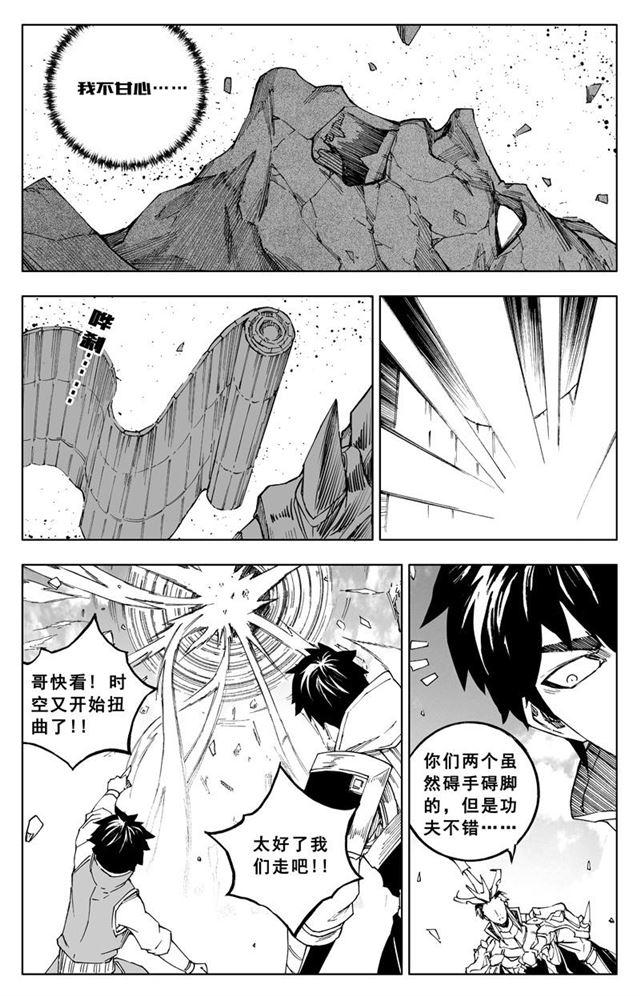 我不甘心……
哗刹………
哥快看！时
空又开始扭
曲了！！
太好了我
们走吧！！
你们两个虽
然碍手碍脚
的，但是功
夫不错……